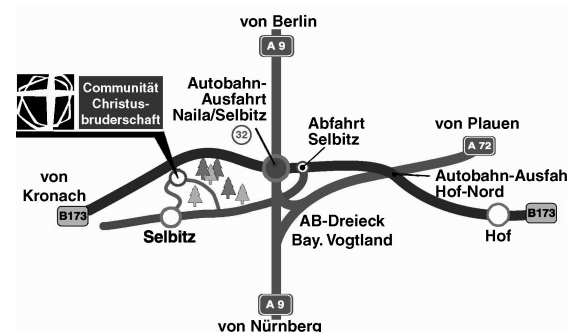 von Berlin
A 9
Communität
Christus-
bruderschaft
Autobahn-
Ausfahrt
Naila/Selbitz
32
Abfahrt
Selbitz
von Plauen
A 72
von
Kronach
B173
Autobahn-Ausfah
Hof-Nord
Selbitz
AB-Dreieck
Bay. Vogtland
Hof
B173
A 9
von Nürnberg